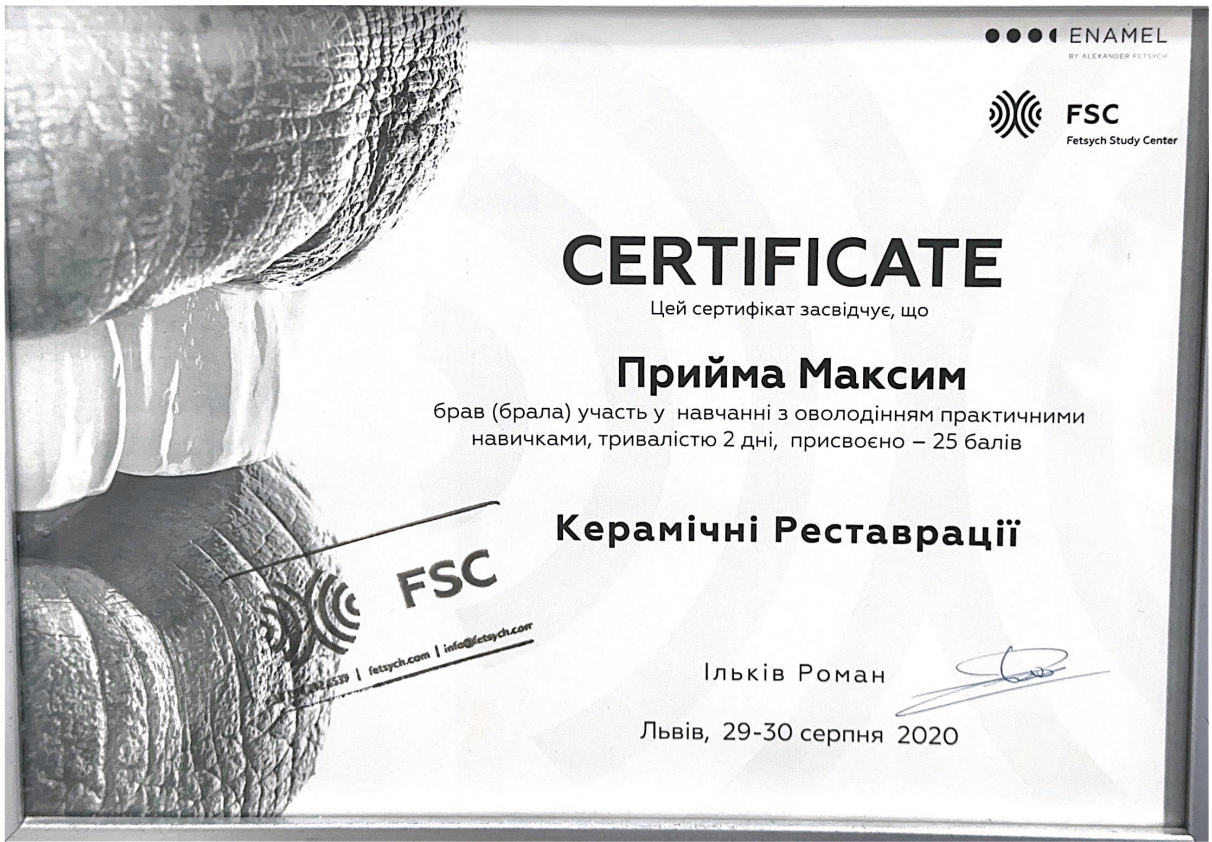 ENAMEL
BY ALEXANDER FETSYCH
FSC
Fetsych Study Center
CERTIFICATE
Цей сертифікат засвідчує, що
Прийма Максим
брав (брала) участь у навчанні з оволодінням практичними
навичками, тривалістю 2 дні, присвоєно – 25 балів
Керамічні Реставрації
FSC
| fetsych.com | info@fetsych.com
Ільків Роман
Львів, 29-30 серпня 2020